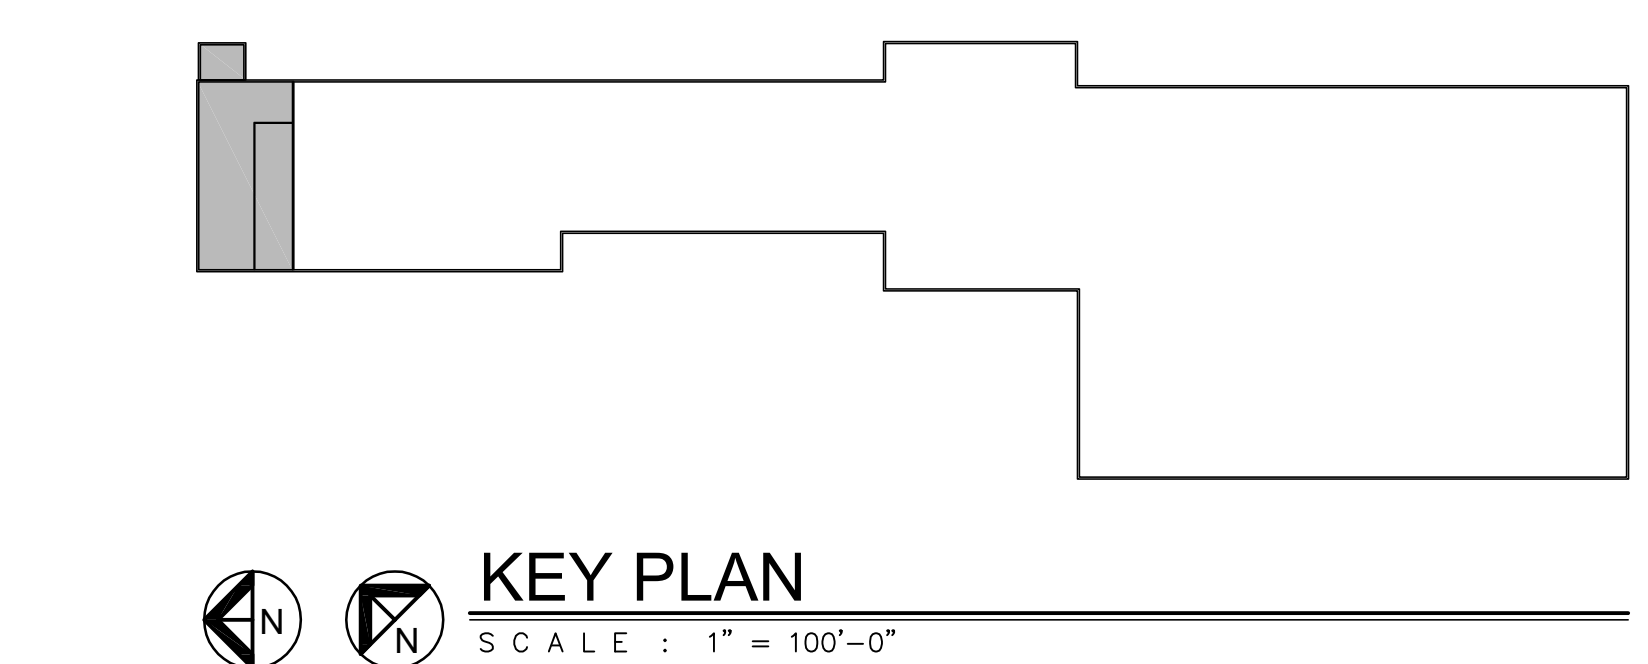 KEY PLAN
N
N
SCALE : 1” = 100’–0”